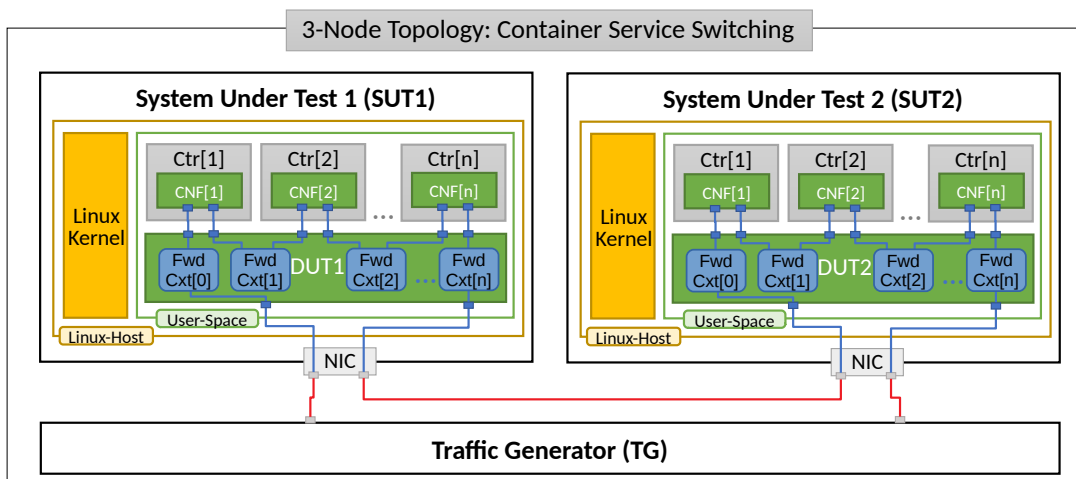 3-Node Topology: Container Service Switching
System Under Test 1 (SUT1)
Linux
Kernel
Ctr[1]
CNF[1]
Ctr[2]
CNF[2]
...
Ctr[n]
CNF[n]
DUT1
Fwd
Cxt[0]
Fwd
Cxt[1]
Fwd
Cxt[2]
...
Fwd
Cxt[n]
User-Space
Linux-Host
NIC
System Under Test 2 (SUT2)
Linux
Kernel
Ctr[1]
CNF[1]
Ctr[2]
CNF[2]
...
Ctr[n]
CNF[n]
DUT2
Fwd
Cxt[0]
Fwd
Cxt[1]
Fwd
Cxt[2]
...
Fwd
Cxt[n]
User-Space
Linux-Host
NIC
Traffic Generator (TG)